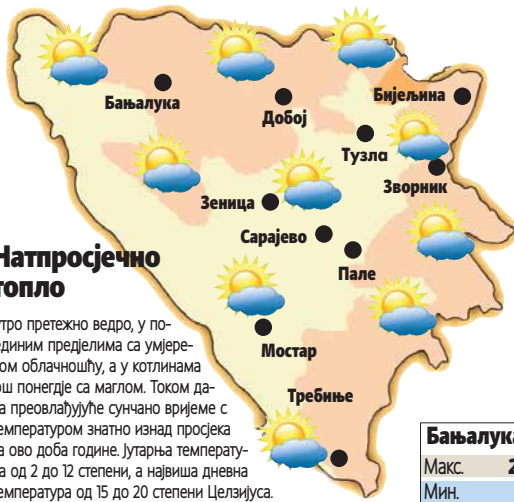 Бањалука
Добој
Бијељина
Тузла
Зворник
Зеница
Сарајево
Пале
Мостар
Требиње
Натпросјечно
топло
утро претежно ведро, у по-
единим предјелима са умјере-
ом облачношћу, а у котлинама
ош понегдје са маглом. Током да-
а преовлађујуће сунчано вријеме с
емпературом знатно изнад просјека
а ово доба године. Јутарња температу-
а од 2 до 12 степени, а највиша дневна
емпература од 15 до 20 степени Целзијуса.
Бањалука
Макс. 2
Мин.